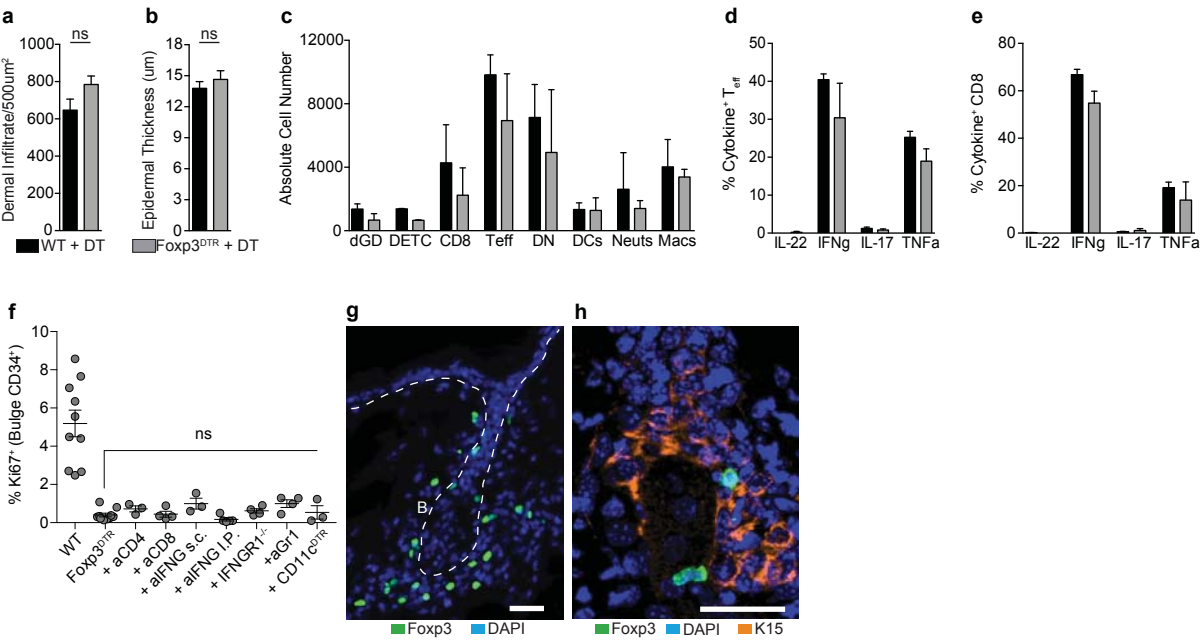 a
Dermal Infiltrate/500um²
1000
800
600
400
200
0
ns
b
Epidermal Thickness (um)
18
15
12
9
6
3
0
ns
WT + DT
Foxp3ᴰᵀᴿ + DT
c
Absolute Cell Number
12000
8000
4000
0
dGD DETC CD8 Teff DN DCs Neuts Macs
d
% Cytokine⁺ Teff
50
40
30
20
10
0
IL-22 IFNg IL-17 TNFa
e
% Cytokine⁺ CD8
80
60
40
20
0
IL-22 IFNg IL-17 TNFa
f
% Ki67⁺ (Bulge CD34⁺)
10
8
6
4
2
0
ns
WT
Foxp3ᴰᵀᴿ
+ aCD4
+ aCD8
+ aIFNG s.c.
+ aIFNG I.P.
+ IFNGR1⁻/⁻
+aGr1
+ CD11cᴰᵀᴿ
g
B
Foxp3 DAPI
h
Foxp3 DAPI K15